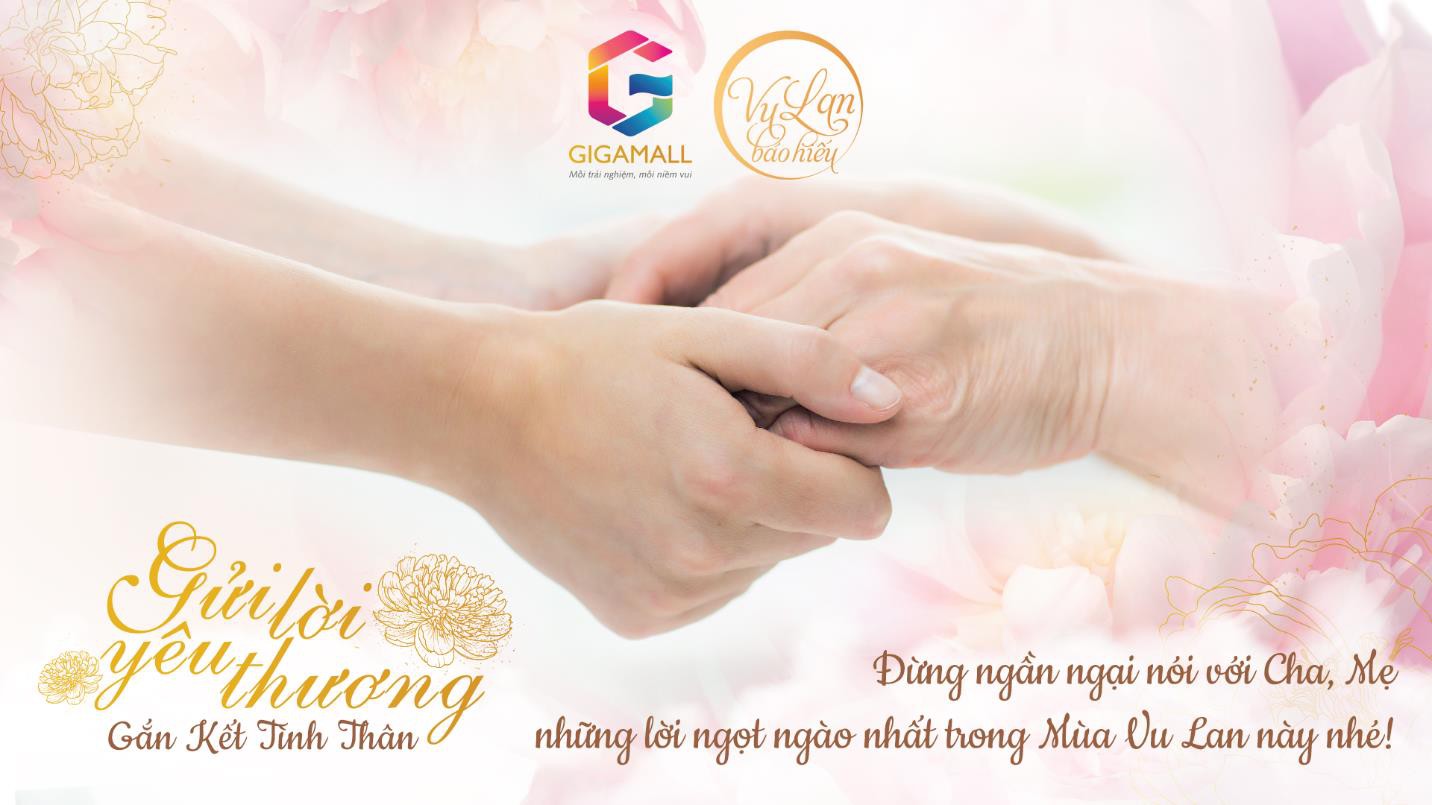 GIGAMALL
Mỗi trải nghiệm, mỗi niềm vui
Vu Lan
báo hiếu
Gửi lời
yêu thương
Gắn Kết Tình Thân
Đừng ngần ngại nói với Cha, Mẹ
những lời ngọt ngào nhất trong Mùa Vu Lan này nhé!